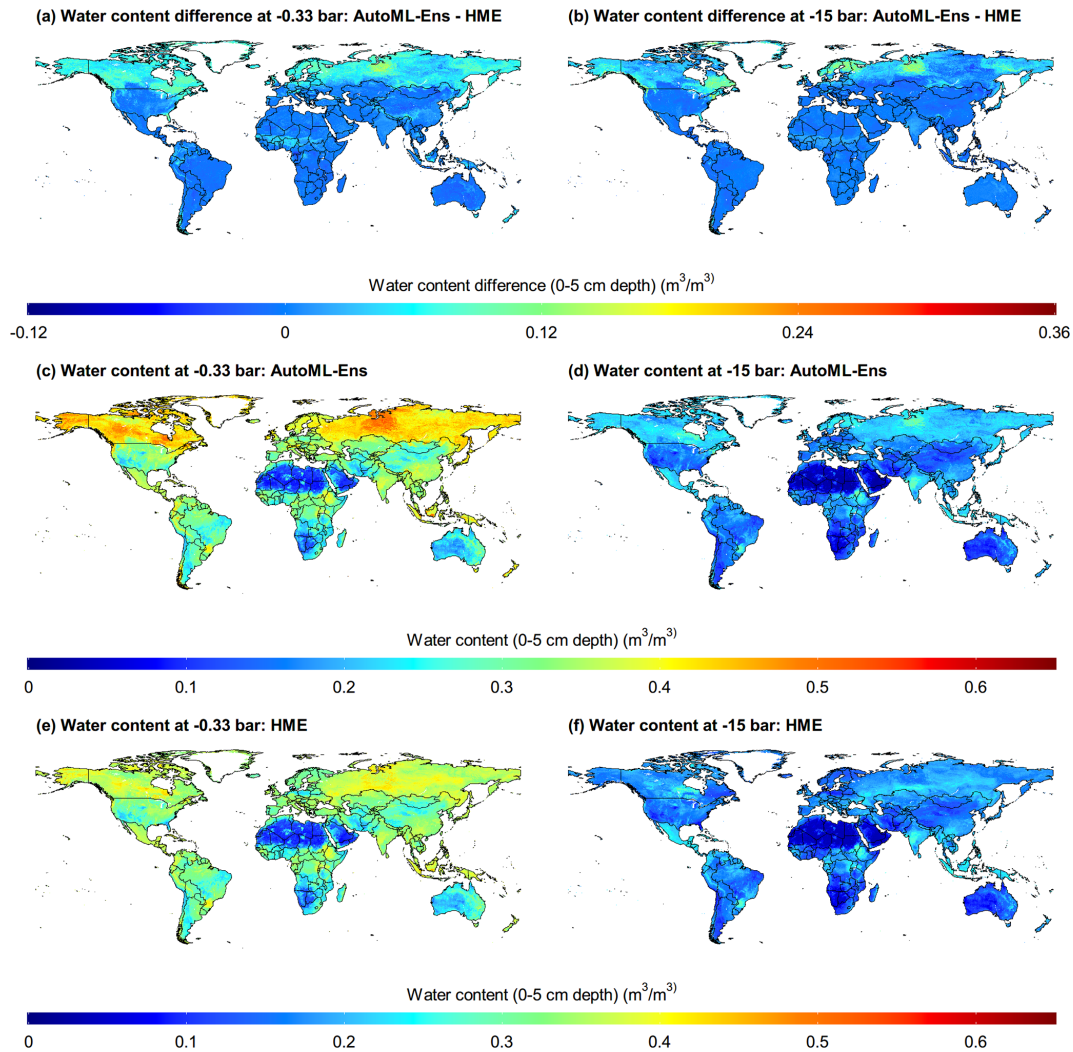 (a) Water content difference at -0.33 bar: AutoML-Ens - HME
(b) Water content difference at -15 bar: AutoML-Ens - HME
Water content difference (0-5 cm depth) (m³/m³)
-0.12 0 0.12 0.24 0.36
(c) Water content at -0.33 bar: AutoML-Ens
(d) Water content at -15 bar: AutoML-Ens
Water content (0-5 cm depth) (m³/m³)
0 0.1 0.2 0.3 0.4 0.5 0.6
(e) Water content at -0.33 bar: HME
(f) Water content at -15 bar: HME
Water content (0-5 cm depth) (m³/m³)
0 0.1 0.2 0.3 0.4 0.5 0.6